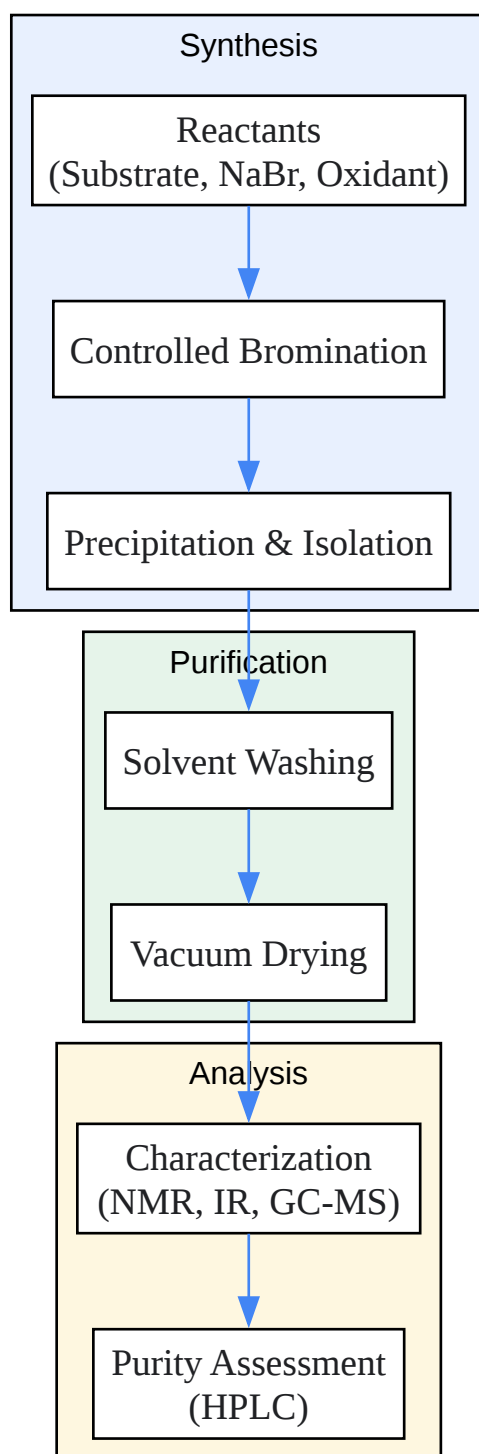 Synthesis
Reactants
(Substrate, NaBr, Oxidant)
Controlled Bromination
Precipitation & Isolation
Purification
Solvent Washing
Vacuum Drying
Analysis
Characterization
(NMR, IR, GC-MS)
Purity Assessment
(HPLC)